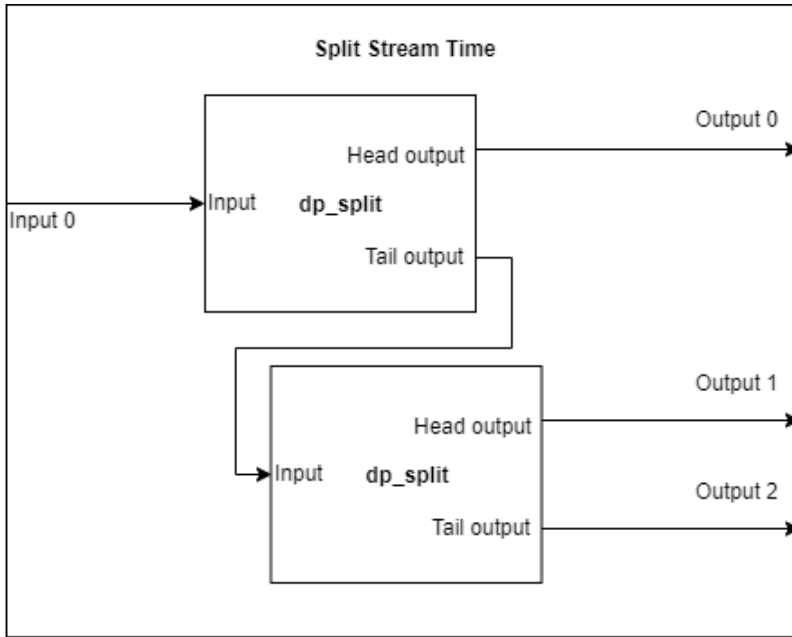 Split Stream Time
Output 0
Head output
Input
dp_split
Input 0
Tail output
Output 1
Head output
Input
dp_split
Output 2
Tail output